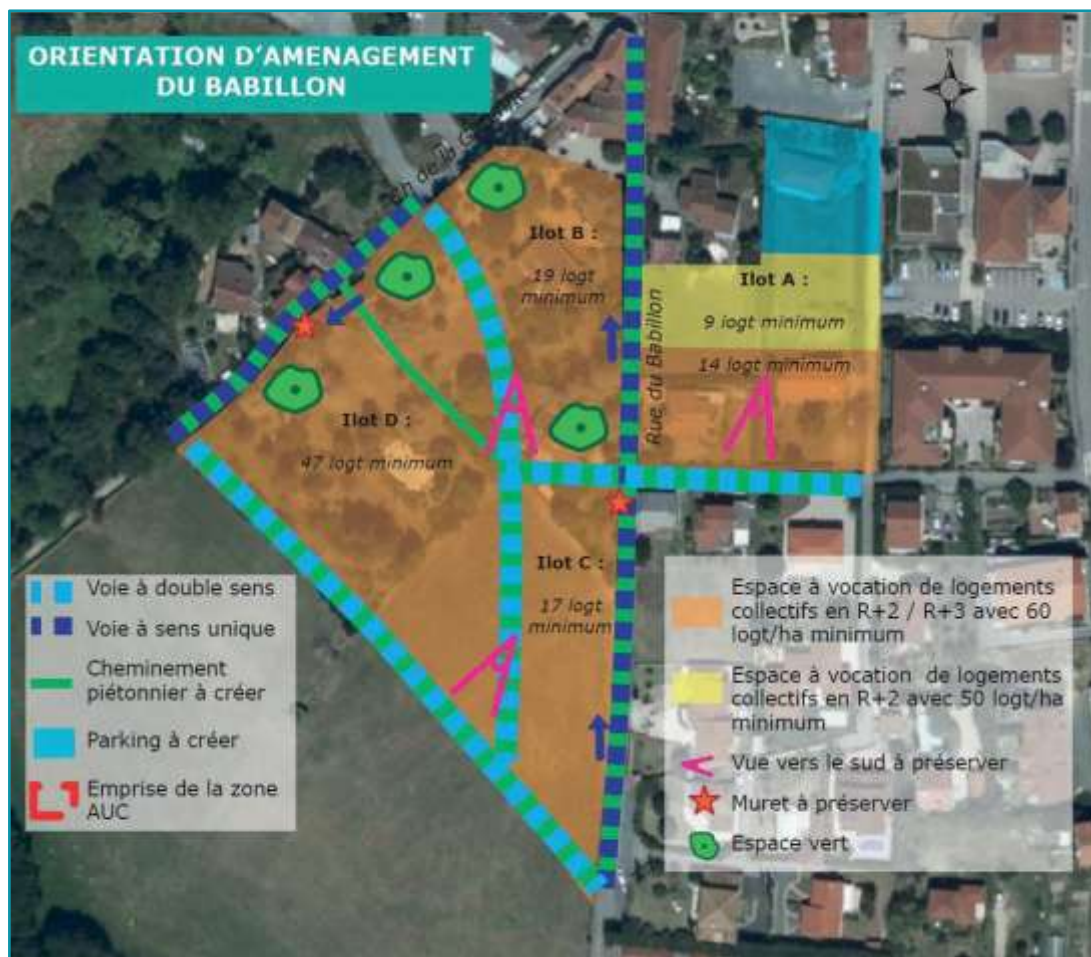 ORIENTATION D'AMENAGEMENT
DU BABILLON
N
Ch de la
Ilot B :
19 logt
minimum
Ilot A :
9 logt minimum
14 logt minimum
Rue du Babillon
Ilot D :
47 logt minimum
Ilot C :
17 logt
minimum
Voie à double sens
Voie à sens unique
Cheminement
piétonnier à créer
Parking à créer
Emprise de la zone
AUC
Espace à vocation de logements
collectifs en R+2 / R+3 avec 60
logt/ha minimum
Espace à vocation de logements
collectifs en R+2 avec 50 logt/ha
minimum
Vue vers le sud à préserver
Muret à préserver
Espace vert